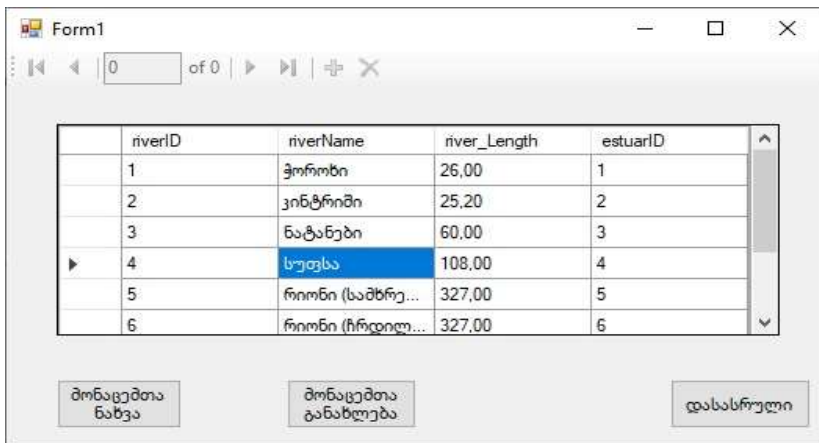 Form1
0 of 0
riverID riverName river_Length estuarID
1 ჭოროხი 26,00 1
2 კინტრიში 25,20 2
3 ნატანები 60,00 3
4 სუფსა 108,00 4
5 რიონი (სამხრე... 327,00 5
6 რიონი (ჩრდილ... 327,00 6
მონაცემთა
ნახვა
მონაცემთა
განახლება
დასასრული